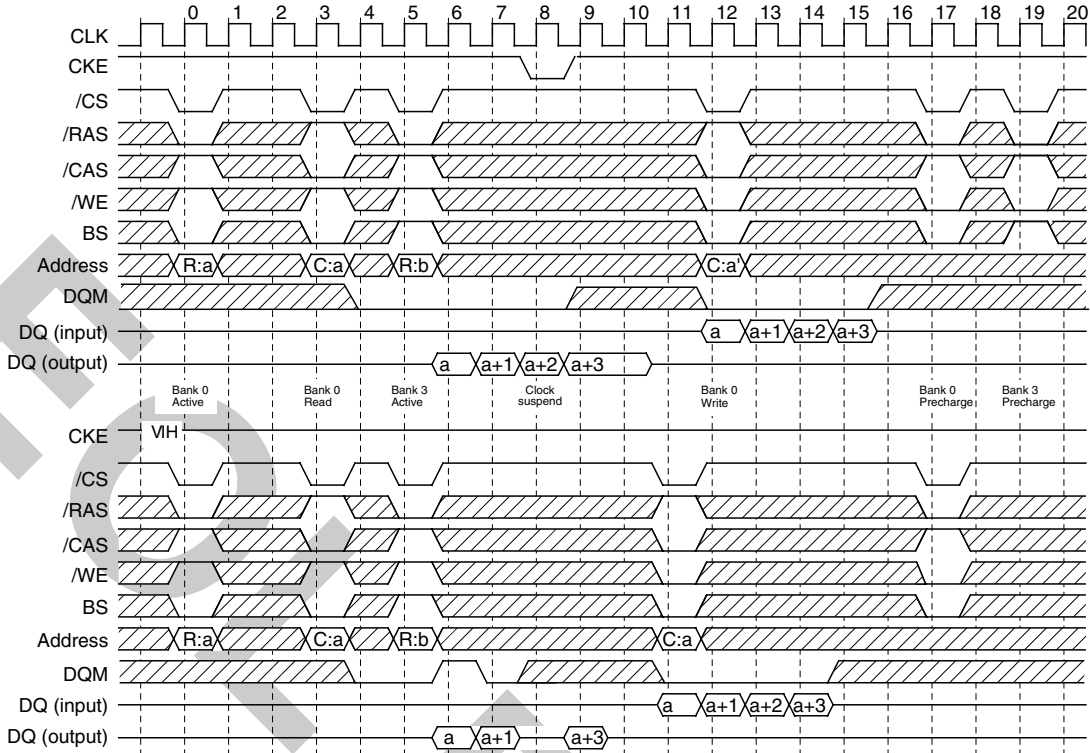 0 1 2 3 4 5 6 7 8 9 10 11 12 13 14 15 16 17 18 19 20
CLK
CKE
/CS
/RAS
/CAS
/WE
BS
Address R:a C:a R:b C:a'
DQM
DQ (input) a a+1 a+2 a+3
DQ (output) a a+1 a+2 a+3
Bank 0 Active
Bank 0 Read
Bank 3 Active
Clock suspend
Bank 0 Write
Bank 0 Precharge
Bank 3 Precharge
CKE VIH
/CS
/RAS
/CAS
/WE
BS
Address R:a C:a R:b C:a
DQM
DQ (input) a a+1 a+2 a+3
DQ (output) a a+1 a+3